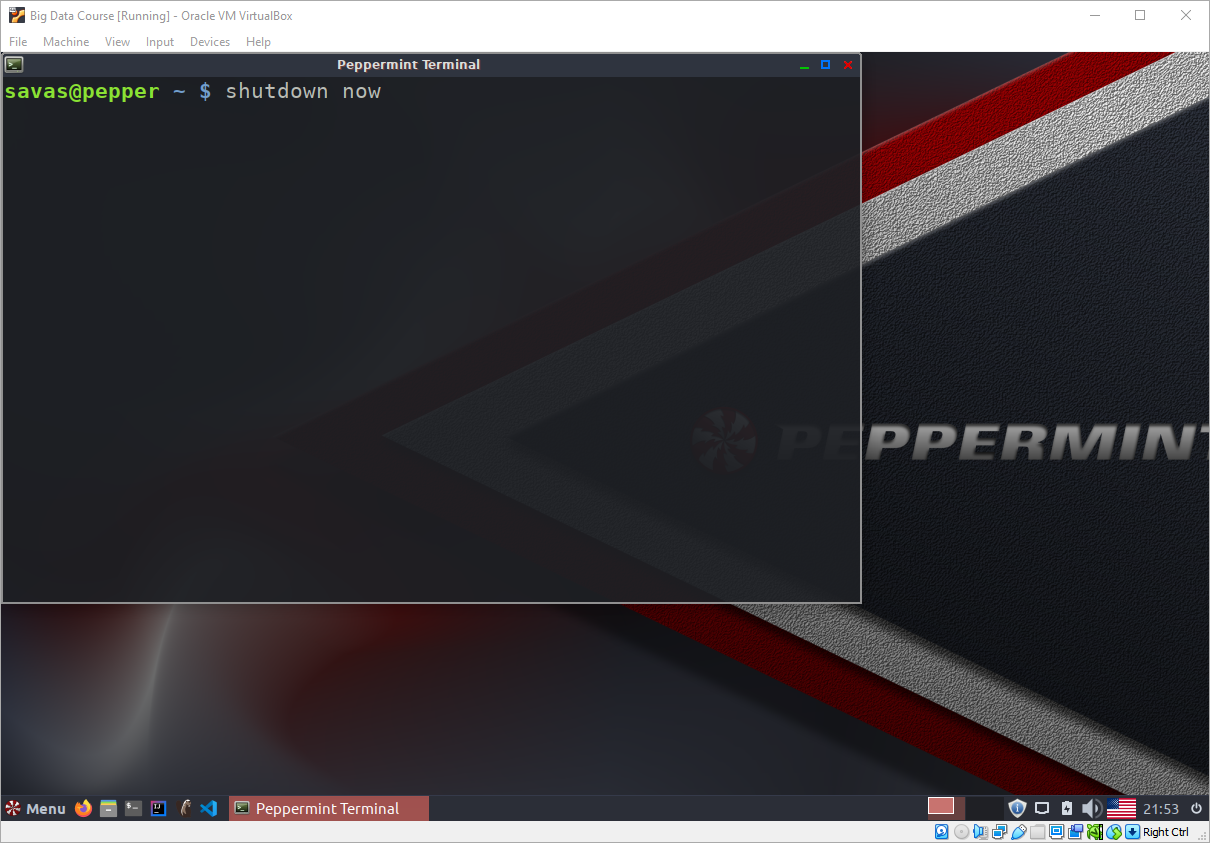 Big Data Course [Running] - Oracle VM VirtualBox
File Machine View Input Devices Help
Peppermint Terminal
savas@pepper ~ $ shutdown now
PEPPERMINT
Menu
Peppermint Terminal
21:53
Right Ctrl